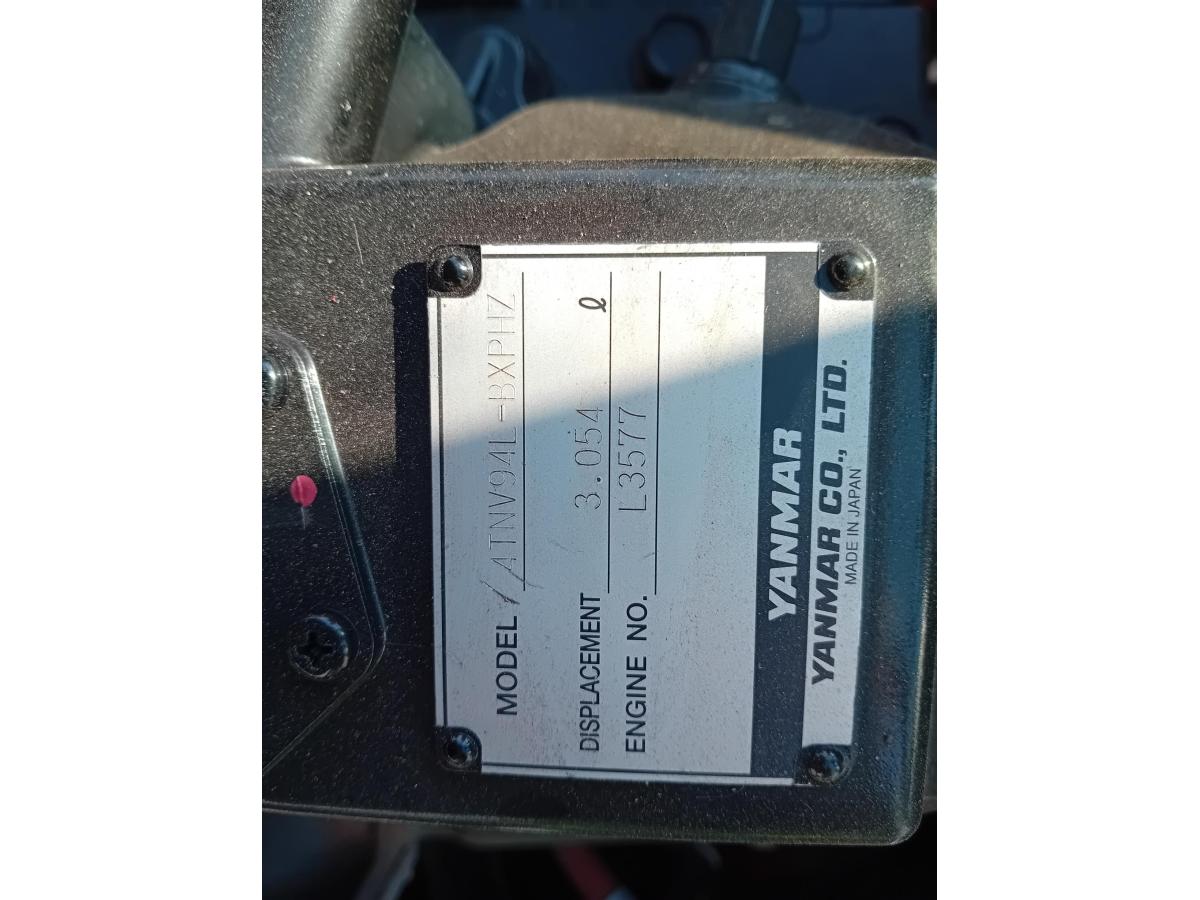 MODEL 4TNV94L-BXPHZ
DISPLACEMENT 3.054 ℓ
ENGINE NO. L3577
YANMAR
YANMAR CO., LTD.
MADE IN JAPAN